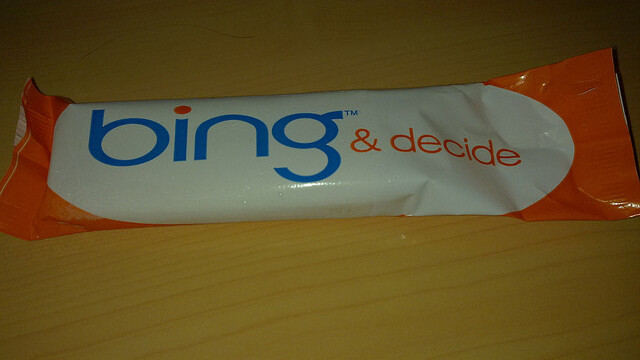 bing™ & decide